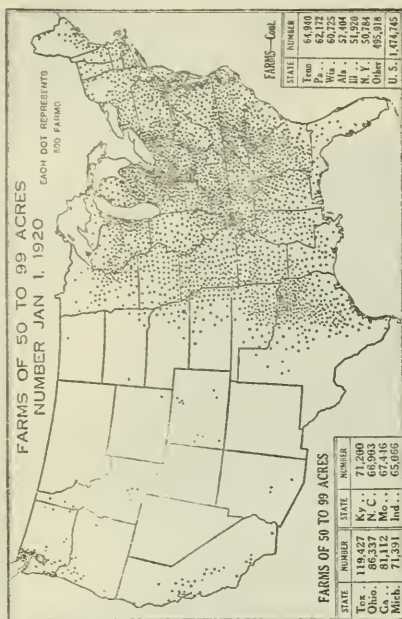 FARMS OF 50 TO 99 ACRES
NUMBER JAN. 1, 1920
EACH DOT REPRESENTS
500 FARMS
FARMS OF 50 TO 99 ACRES
STATE NUMBER STATE NUMBER
Tex.. 119,427 Ky.. 71,200
Ohio. 86,337 N. C. 66,903
Ga... 81,112 Mo... 67,446
Mich. 71,391 Ind.. 65,066
FARMS—Cont.
STATE NUMBER
Tenn 64,940
Pa... 62,172
Wis 60,725
Ala.. 57,404
Ill 51,920
N. Y. 50,784
Other 495,918
U. S. 1,474,745